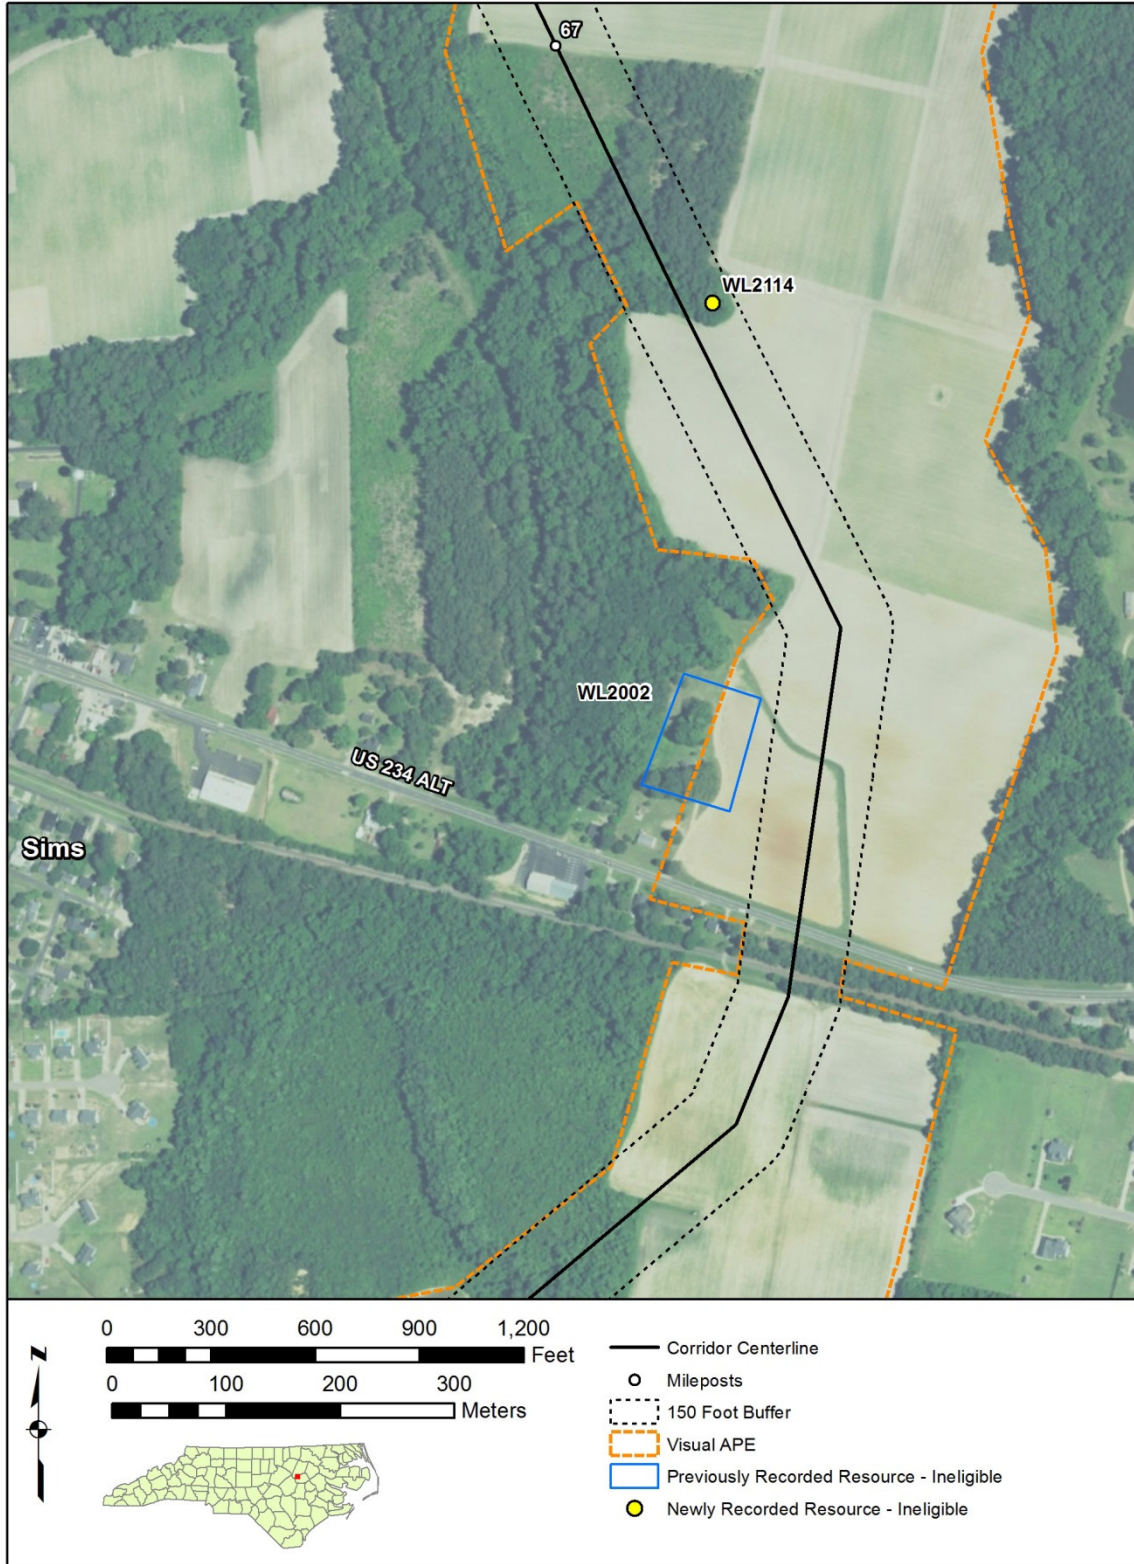 67
WL2114
WL2002
US 234 ALT
Sims
0 300 600 900 1,200
Feet
0 100 200 300
Meters
N
Corridor Centerline
Mileposts
150 Foot Buffer
Visual APE
Previously Recorded Resource - Ineligible
Newly Recorded Resource - Ineligible